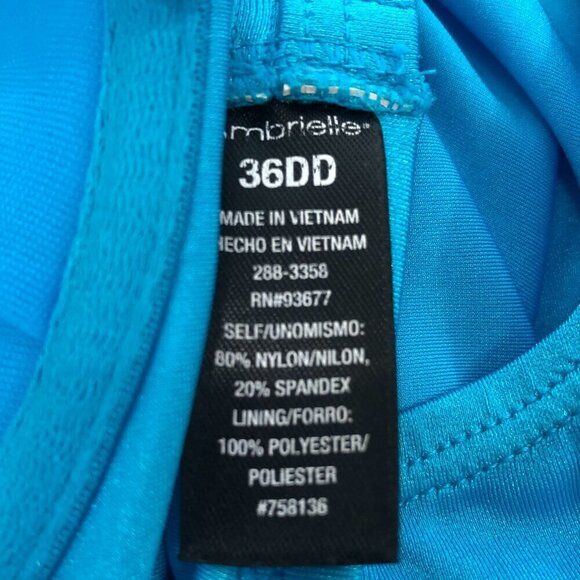 mbrielle
36DD
MADE IN VIETNAM
HECHO EN VIETNAM
288-3358
RN#93677
SELF/UNOMISMO:
80% NYLON/NILON,
20% SPANDEX
LINING/FORRO:
100% POLYESTER/
POLIESTER
#758136